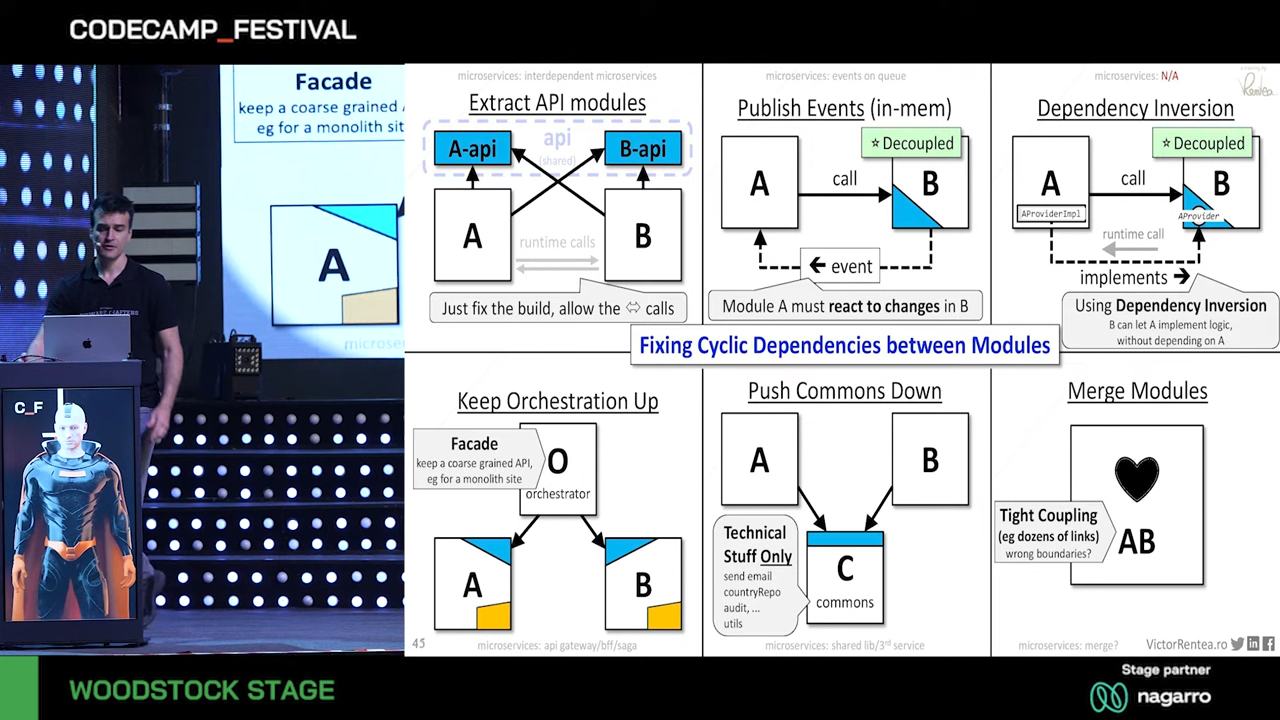 CODECAMP_FESTIVAL
Facade
keep a coarse grained
eg for a monolith sit
A
C_F
microservices: interdependent microservices
Extract API modules
api
(shared)
A-api
B-api
A
B
runtime calls
Just fix the build, allow the ⇔ calls
microservices: events on queue
Publish Events (in-mem)
☆ Decoupled
A
call
B
← event
Module A must react to changes in B
microservices: N/A
Rentea
Dependency Inversion
☆ Decoupled
A
call
B
AProviderImpl
AProvider
runtime call
implements →
Using Dependency Inversion
B can let A implement logic,
without depending on A
Fixing Cyclic Dependencies between Modules
Keep Orchestration Up
Facade
keep a coarse grained API,
eg for a monolith site
O
orchestrator
A
B
45
microservices: api gateway/bff/saga
Push Commons Down
A
B
Technical
Stuff Only
send email
countryRepo
audit, ...
utils
C
commons
microservices: shared lib/3rd service
Merge Modules
Tight Coupling
(eg dozens of links)
wrong boundaries?
AB
microservices: merge?
VictorRentea.ro
WOODSTOCK STAGE
Stage partner
nagarro